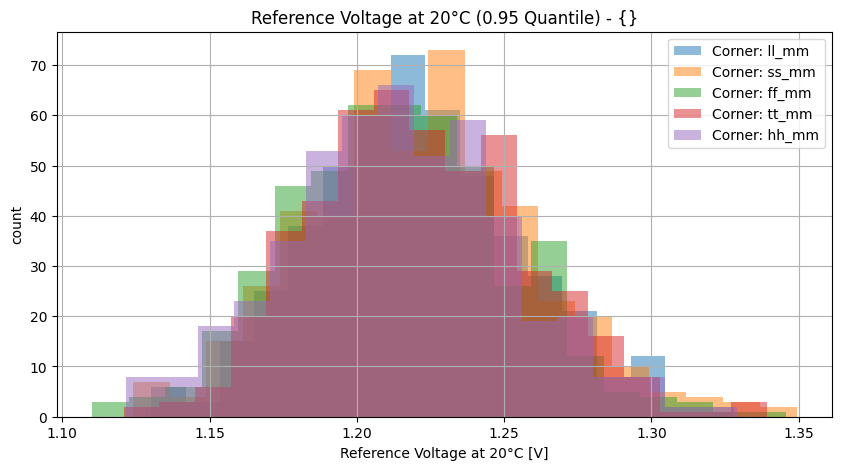 Reference Voltage at 20°C (0.95 Quantile) - {}
Corner: ll_mm
Corner: ss_mm
Corner: ff_mm
Corner: tt_mm
Corner: hh_mm
count
70
60
50
40
30
20
10
0
1.10
1.15
1.20
1.25
1.30
1.35
Reference Voltage at 20°C [V]